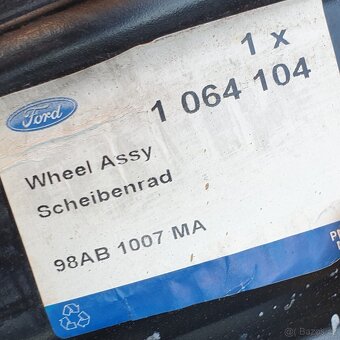 1 x
Ford
1 064 104
Wheel Assy
Scheibenrad
98AB 1007 MA